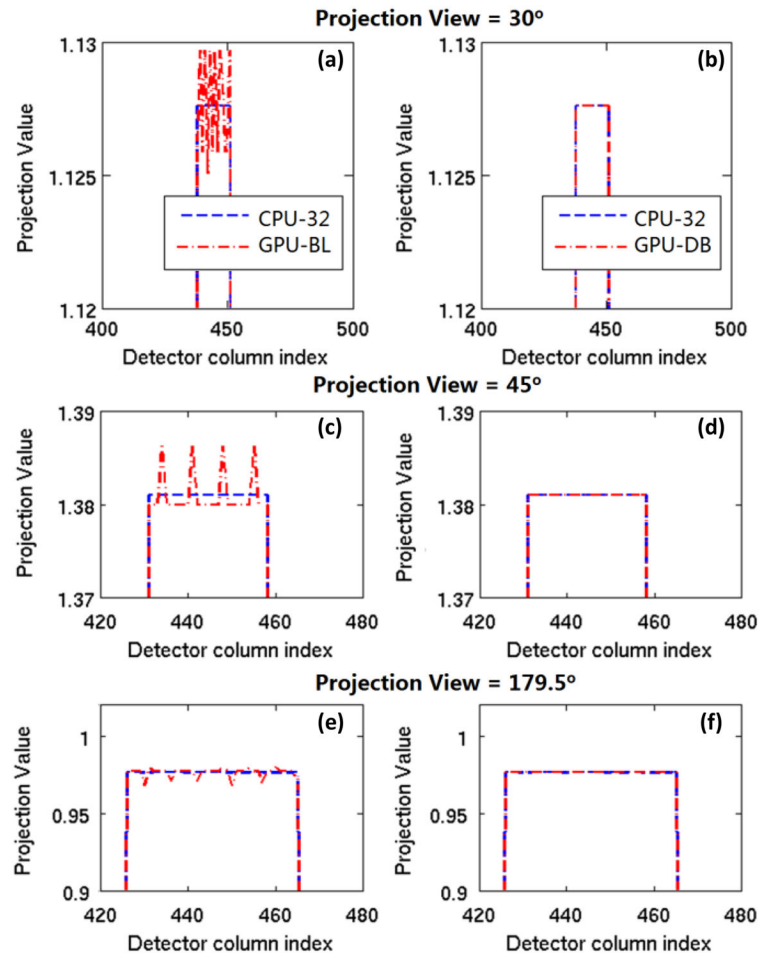 Projection View = 30º
1.13
1.125
1.12
Projection Value
(a)
CPU-32
GPU-BL
400
450
500
Detector column index
1.13
1.125
1.12
Projection Value
(b)
CPU-32
GPU-DB
400
450
500
Detector column index
Projection View = 45º
1.39
1.38
1.37
Projection Value
(c)
420
440
460
480
Detector column index
1.39
1.38
1.37
Projection Value
(d)
420
440
460
480
Detector column index
Projection View = 179.5º
1
0.95
0.9
Projection Value
(e)
420
440
460
480
Detector column index
1
0.95
0.9
Projection Value
(f)
420
440
460
480
Detector column index